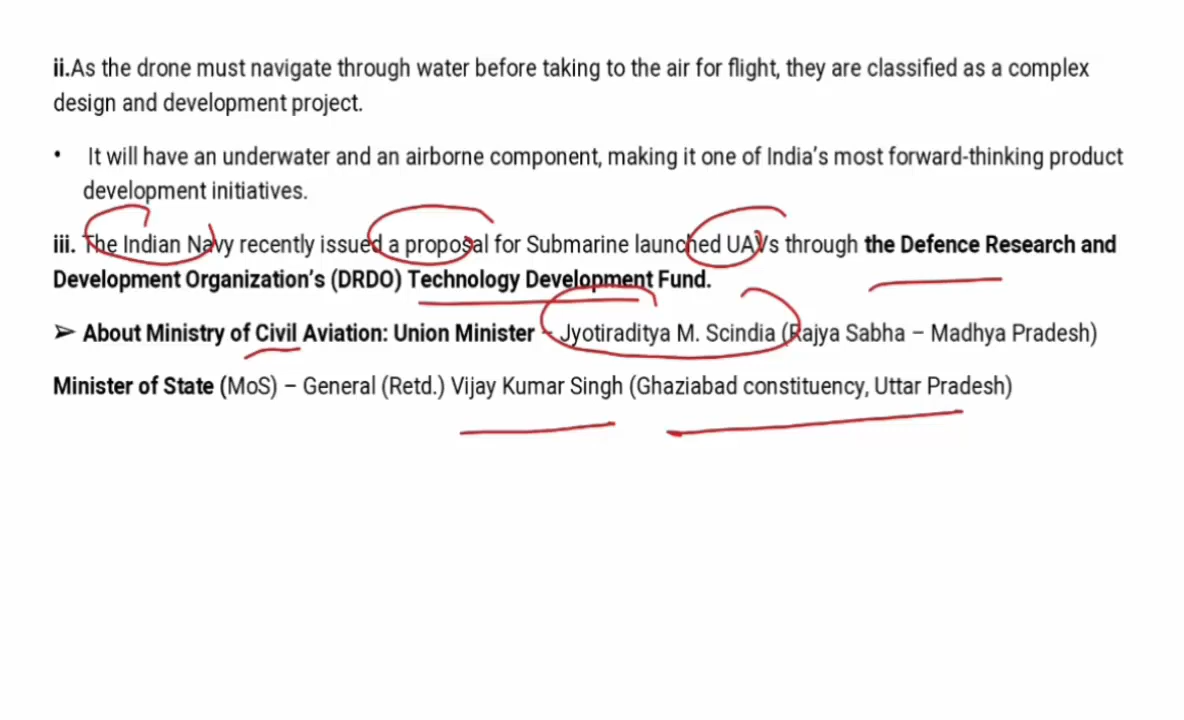 ii.As the drone must navigate through water before taking to the air for flight, they are classified as a complex
design and development project.
• It will have an underwater and an airborne component, making it one of India's most forward-thinking product
development initiatives.
iii. The Indian Navy recently issued a proposal for Submarine launched UAVs through the Defence Research and
Development Organization's (DRDO) Technology Development Fund.
➢ About Ministry of Civil Aviation: Union Minister – Jyotiraditya M. Scindia (Rajya Sabha – Madhya Pradesh)
Minister of State (MoS) – General (Retd.) Vijay Kumar Singh (Ghaziabad constituency, Uttar Pradesh)